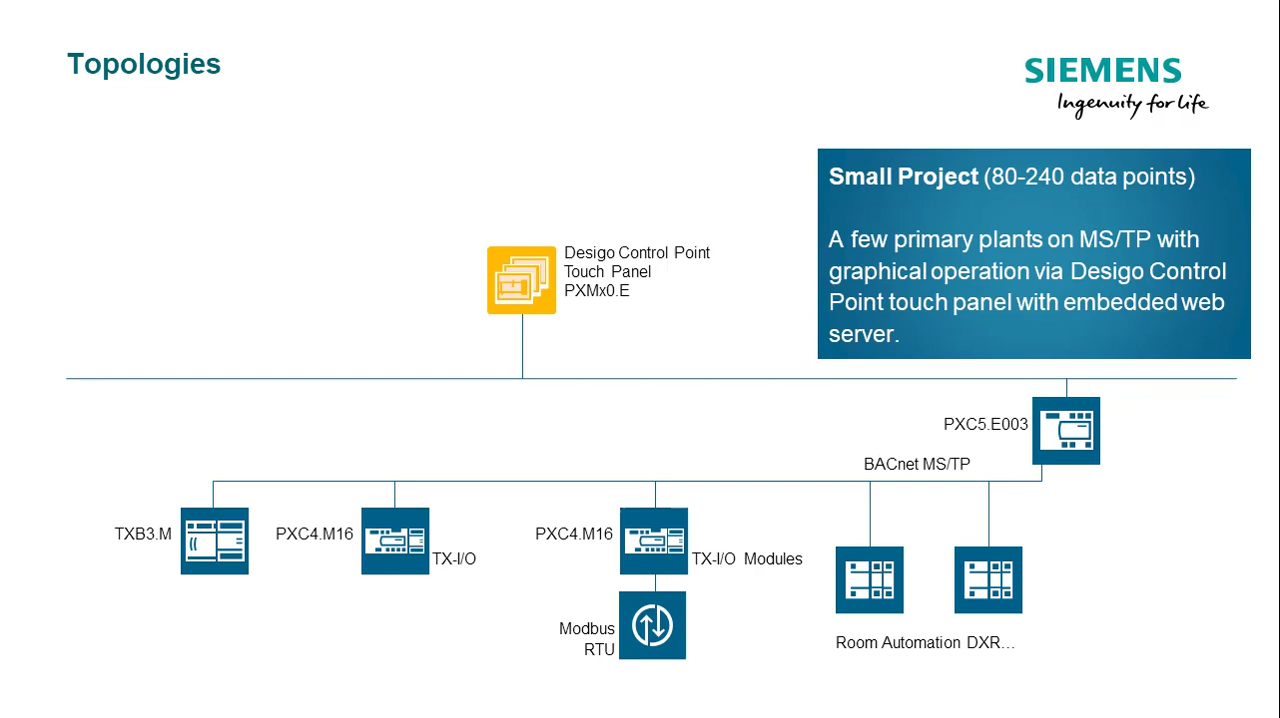 Topologies
SIEMENS
Ingenuity for life
Small Project (80-240 data points)
A few primary plants on MS/TP with
graphical operation via Desigo Control
Point touch panel with embedded web
server.
Desigo Control Point
Touch Panel
PXMx0.E
PXC5.E003
BACnet MS/TP
TXB3.M
PXC4.M16
TX-I/O
PXC4.M16
TX-I/O Modules
Modbus
RTU
Room Automation DXR…